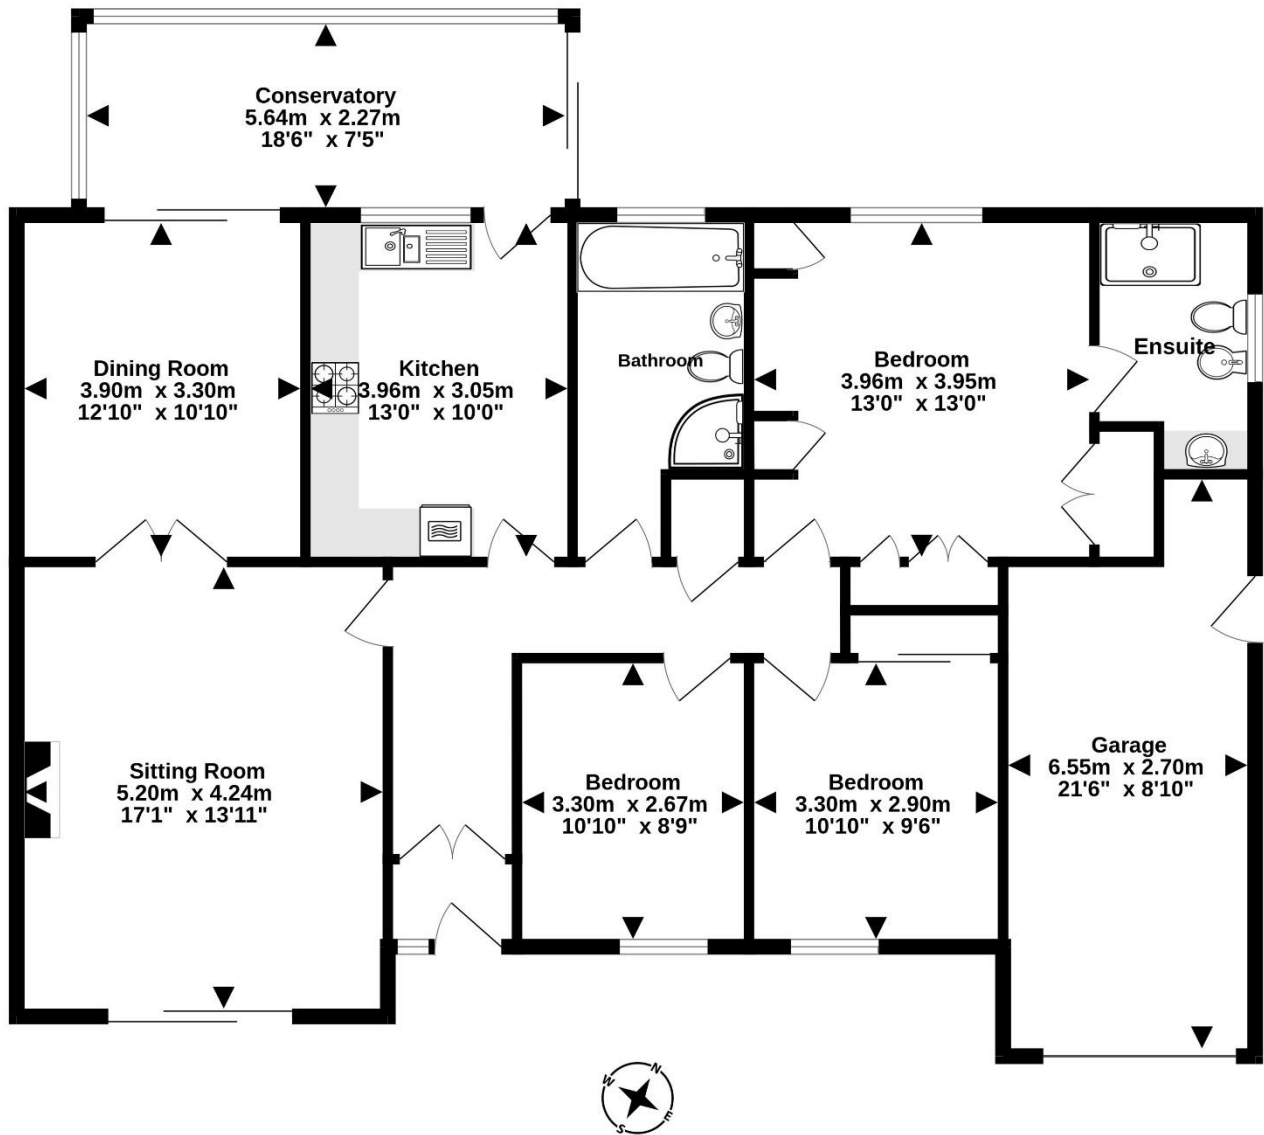 Conservatory
5.64m x 2.27m
18'6" x 7'5"
Dining Room
3.90m x 3.30m
12'10" x 10'10"
Kitchen
3.96m x 3.05m
13'0" x 10'0"
Bathroom
Bedroom
3.96m x 3.95m
13'0" x 13'0"
Ensuite
Sitting Room
5.20m x 4.24m
17'1" x 13'11"
Bedroom
3.30m x 2.67m
10'10" x 8'9"
Bedroom
3.30m x 2.90m
10'10" x 9'6"
Garage
6.55m x 2.70m
21'6" x 8'10"
N
W
E
S